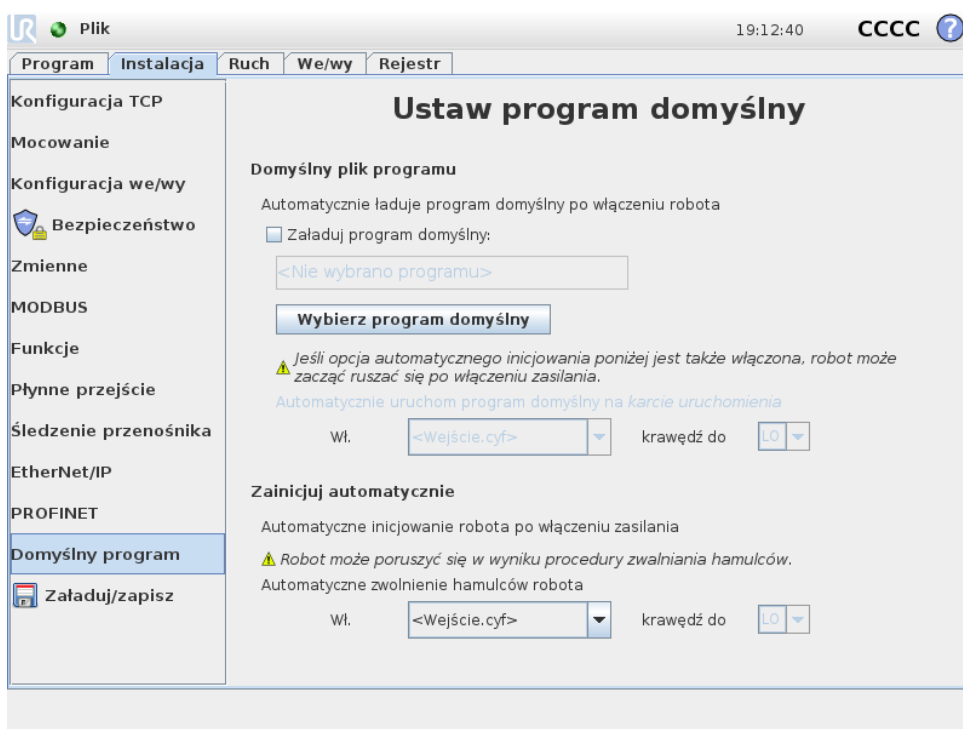 UR Plik 19:12:40 CCCC ?
Program Instalacja Ruch We/wy Rejestr
Konfiguracja TCP
Mocowanie
Konfiguracja we/wy
Bezpieczeństwo
Zmienne
MODBUS
Funkcje
Płynne przejście
Śledzenie przenośnika
EtherNet/IP
PROFINET
Domyślny program
Załaduj/zapisz
Ustaw program domyślny
Domyślny plik programu
Automatycznie ładuje program domyślny po włączeniu robota
Załaduj program domyślny:
<Nie wybrano programu>
Wybierz program domyślny
Jeśli opcja automatycznego inicjowania poniżej jest także włączona, robot może
zacząć ruszać się po włączeniu zasilania.
Automatycznie uruchom program domyślny na karcie uruchomienia
Wł. <Wejście.cyf> krawędź do LO
Zainicjuj automatycznie
Automatyczne inicjowanie robota po włączeniu zasilania
Robot może poruszyć się w wyniku procedury zwalniania hamulców.
Automatyczne zwolnienie hamulców robota
Wł. <Wejście.cyf> krawędź do LO